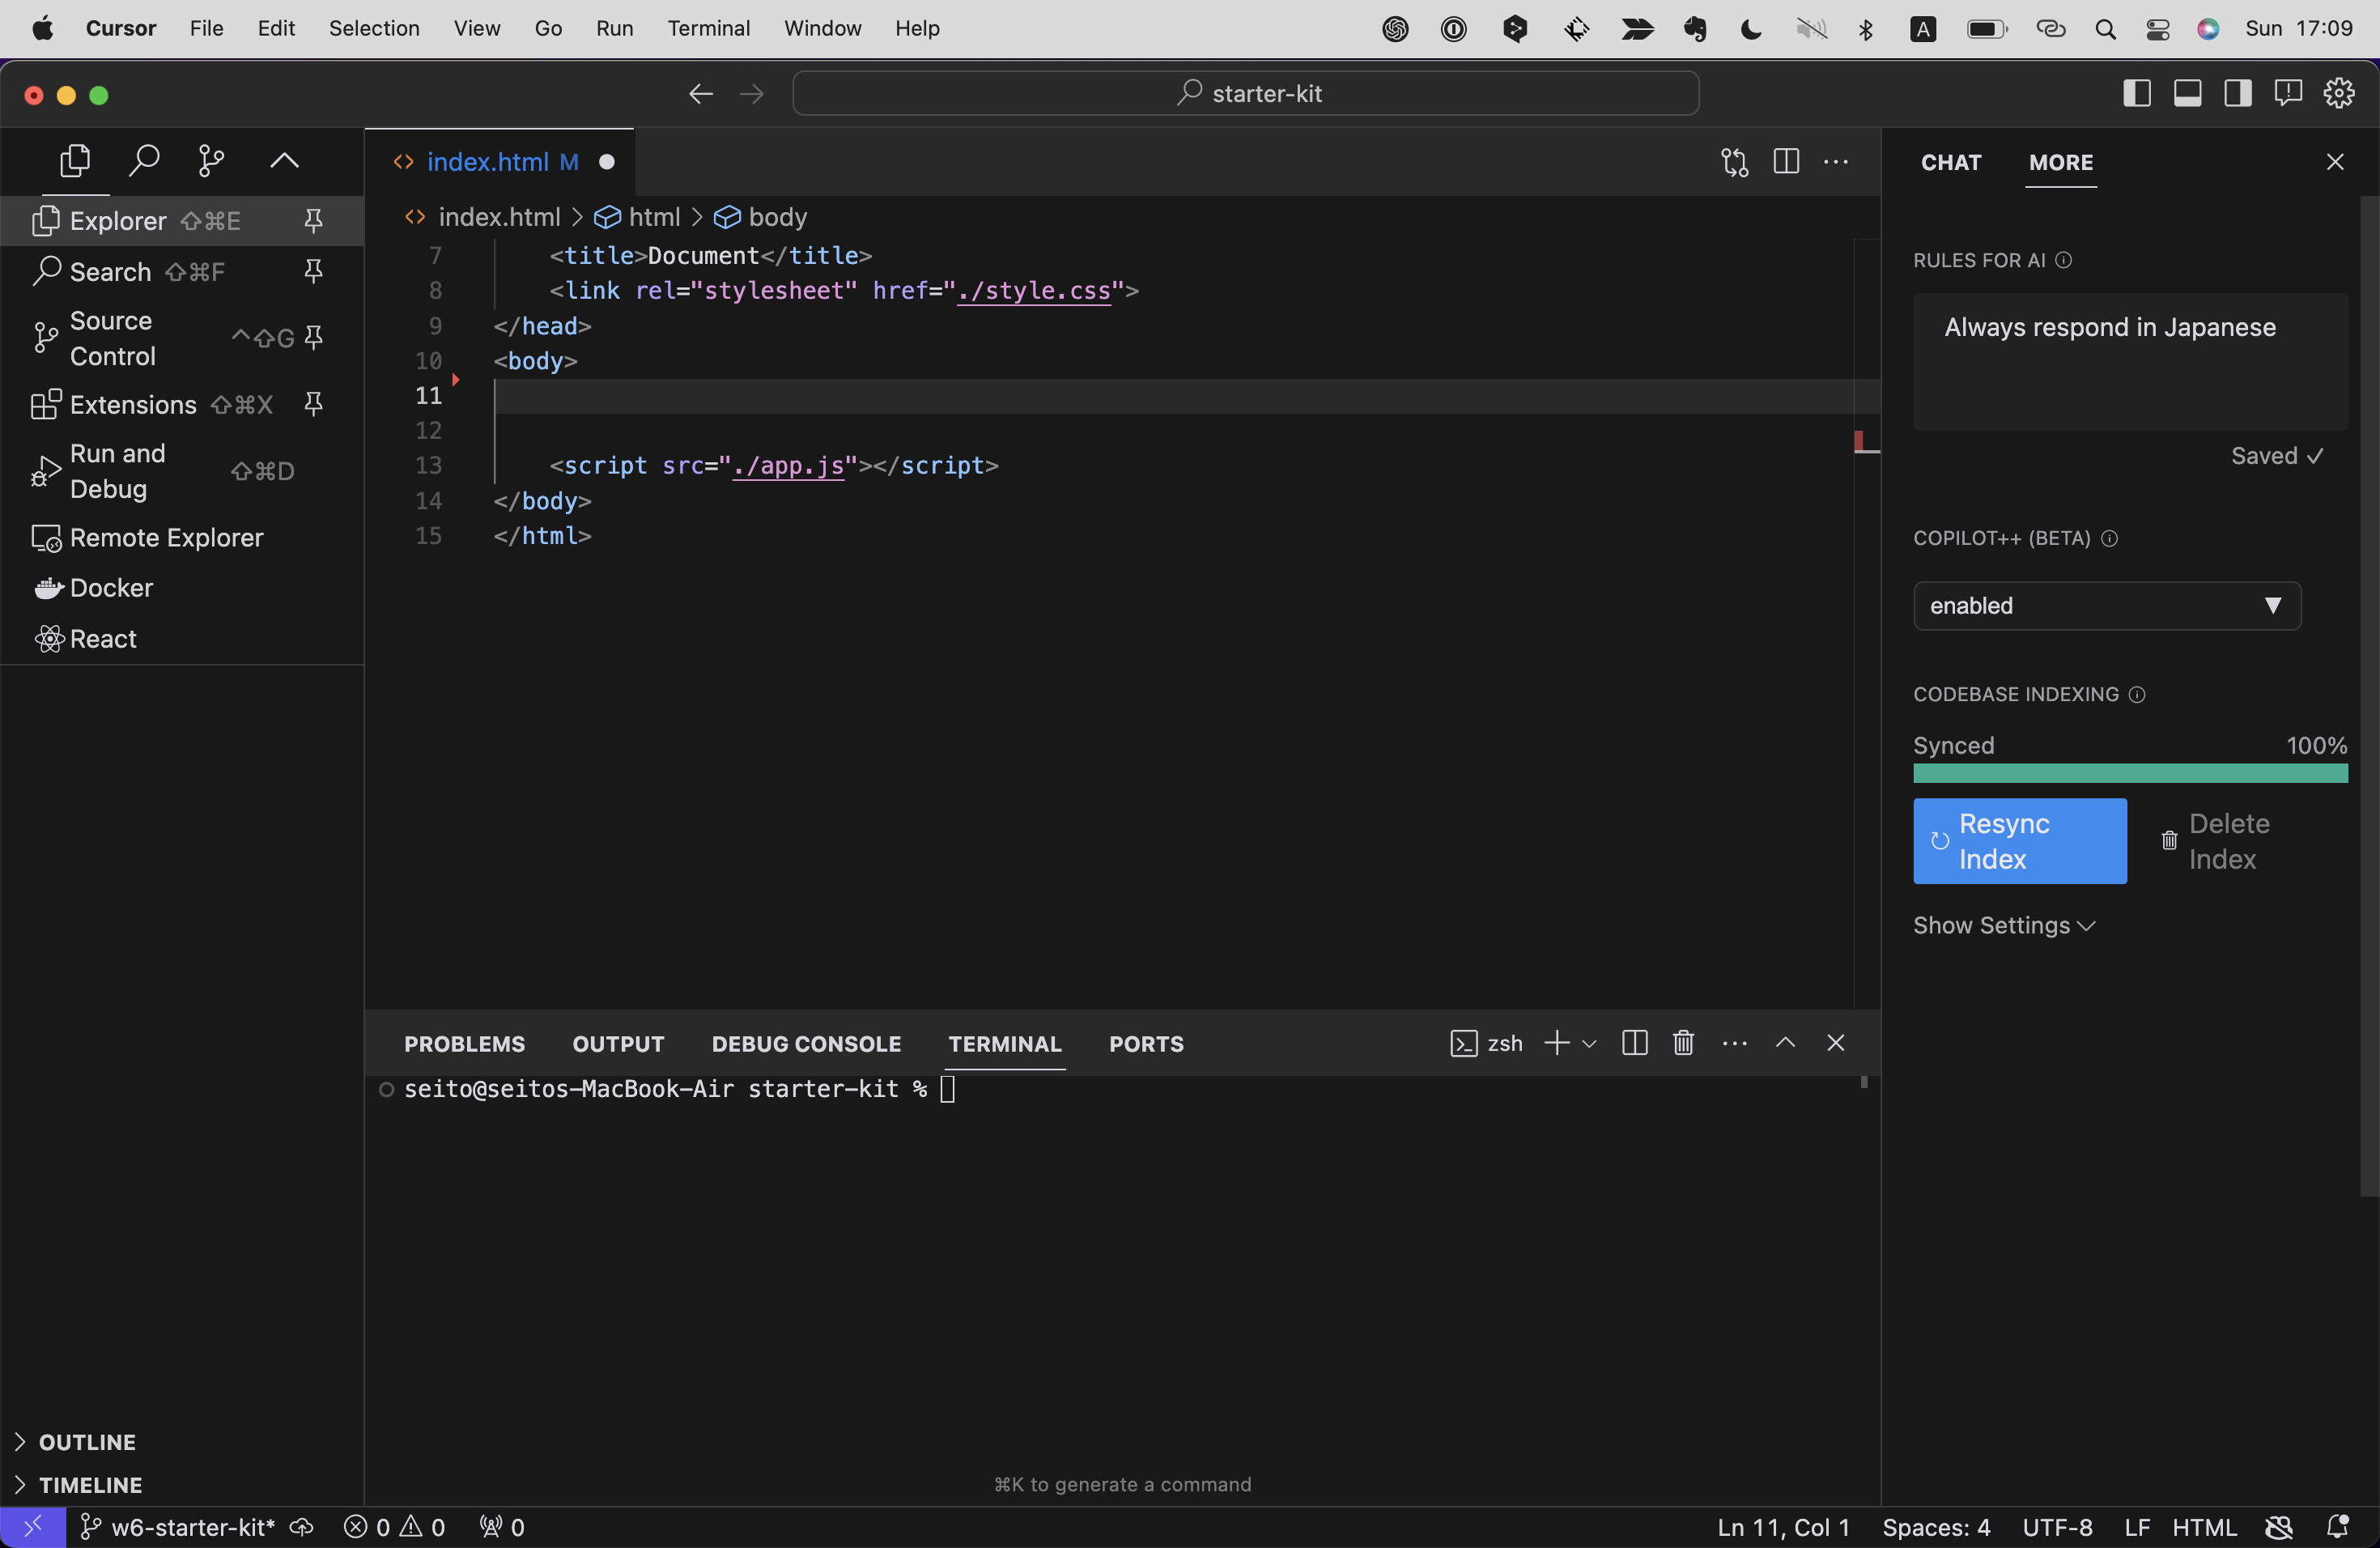 Cursor File Edit Selection View Go Run Terminal Window Help A Sun 17:09
starter-kit
index.html M
CHAT MORE
Explorer ⇧⌘E
Search ⇧⌘F
Source
Control ⌃⇧G
Extensions ⇧⌘X
Run and
Debug ⇧⌘D
Remote Explorer
Docker
React
OUTLINE
TIMELINE
index.html > html > body
7 <title>Document</title>
8 <link rel="stylesheet" href="./style.css">
9 </head>
10 <body>
11
12
13 <script src="./app.js"></script>
14 </body>
15 </html>
PROBLEMS OUTPUT DEBUG CONSOLE TERMINAL PORTS zsh
seito@seitos-MacBook-Air starter-kit %
⌘K to generate a command
RULES FOR AI
Always respond in Japanese
Saved ✓
COPILOT++ (BETA)
enabled
CODEBASE INDEXING
Synced 100%
Resync
Index
Delete
Index
Show Settings
w6-starter-kit* 0 0 0 Ln 11, Col 1 Spaces: 4 UTF-8 LF HTML